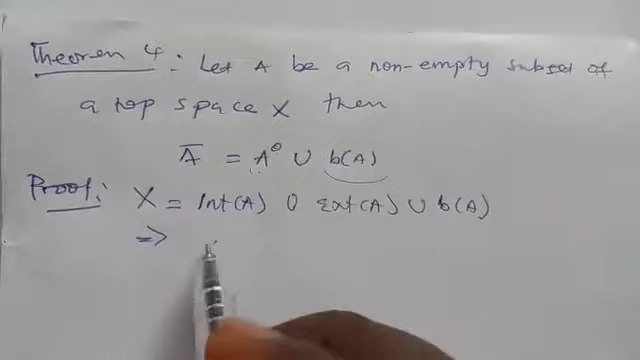 Theorem 4: Let A be a non-empty subset of
a top space X then
A̅ = A° ∪ b(A)
Proof: X = Int(A) ∪ Ext(A) ∪ b(A)
=>